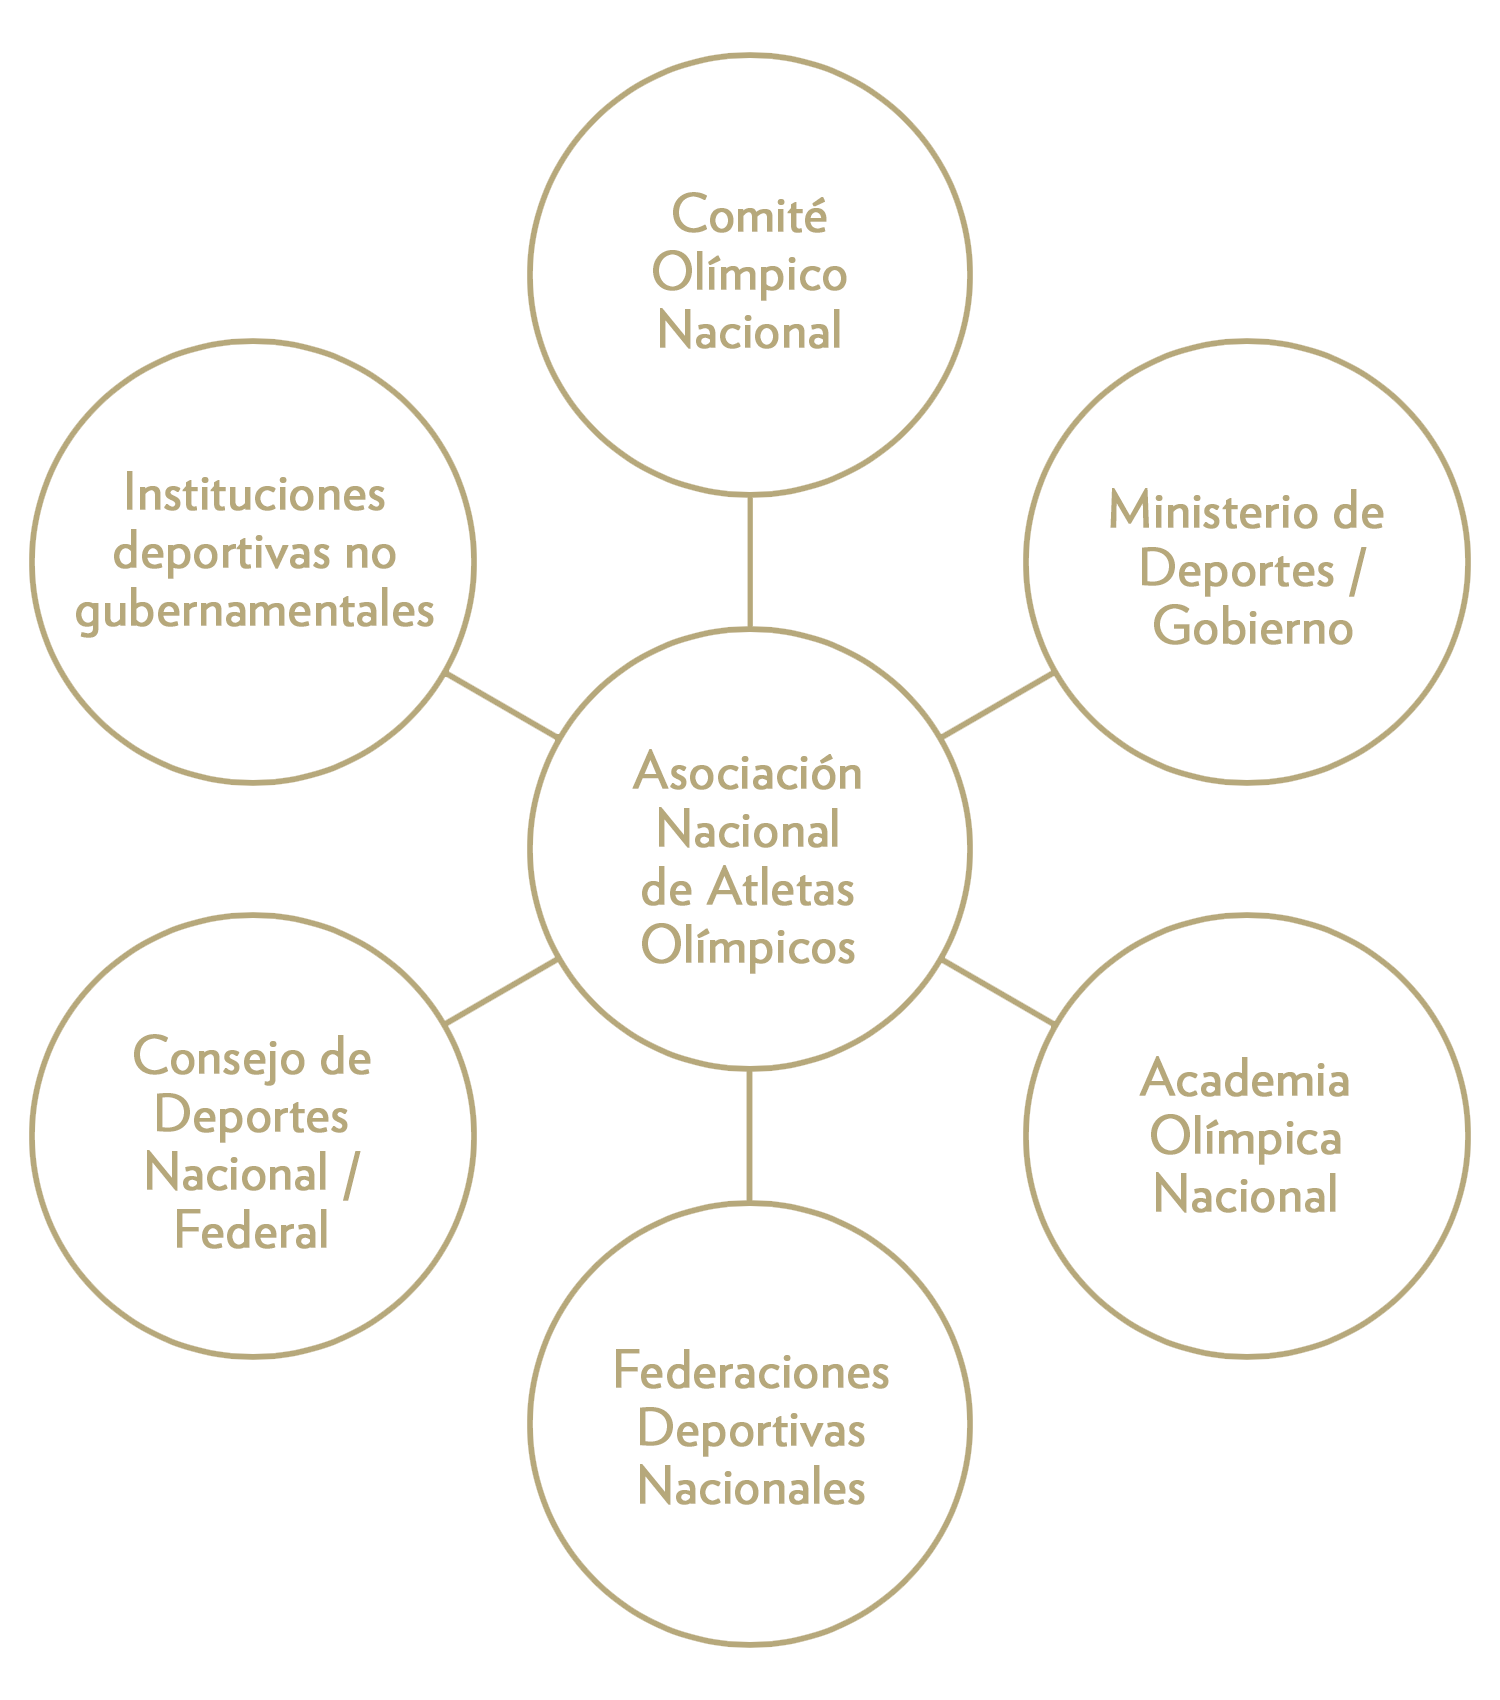 Comité
Olímpico
Nacional
Instituciones
deportivas no
gubernamentales
Ministerio de
Deportes /
Gobierno
Asociación
Nacional
de Atletas
Olímpicos
Consejo de
Deportes
Nacional /
Federal
Academia
Olímpica
Nacional
Federaciones
Deportivas
Nacionales